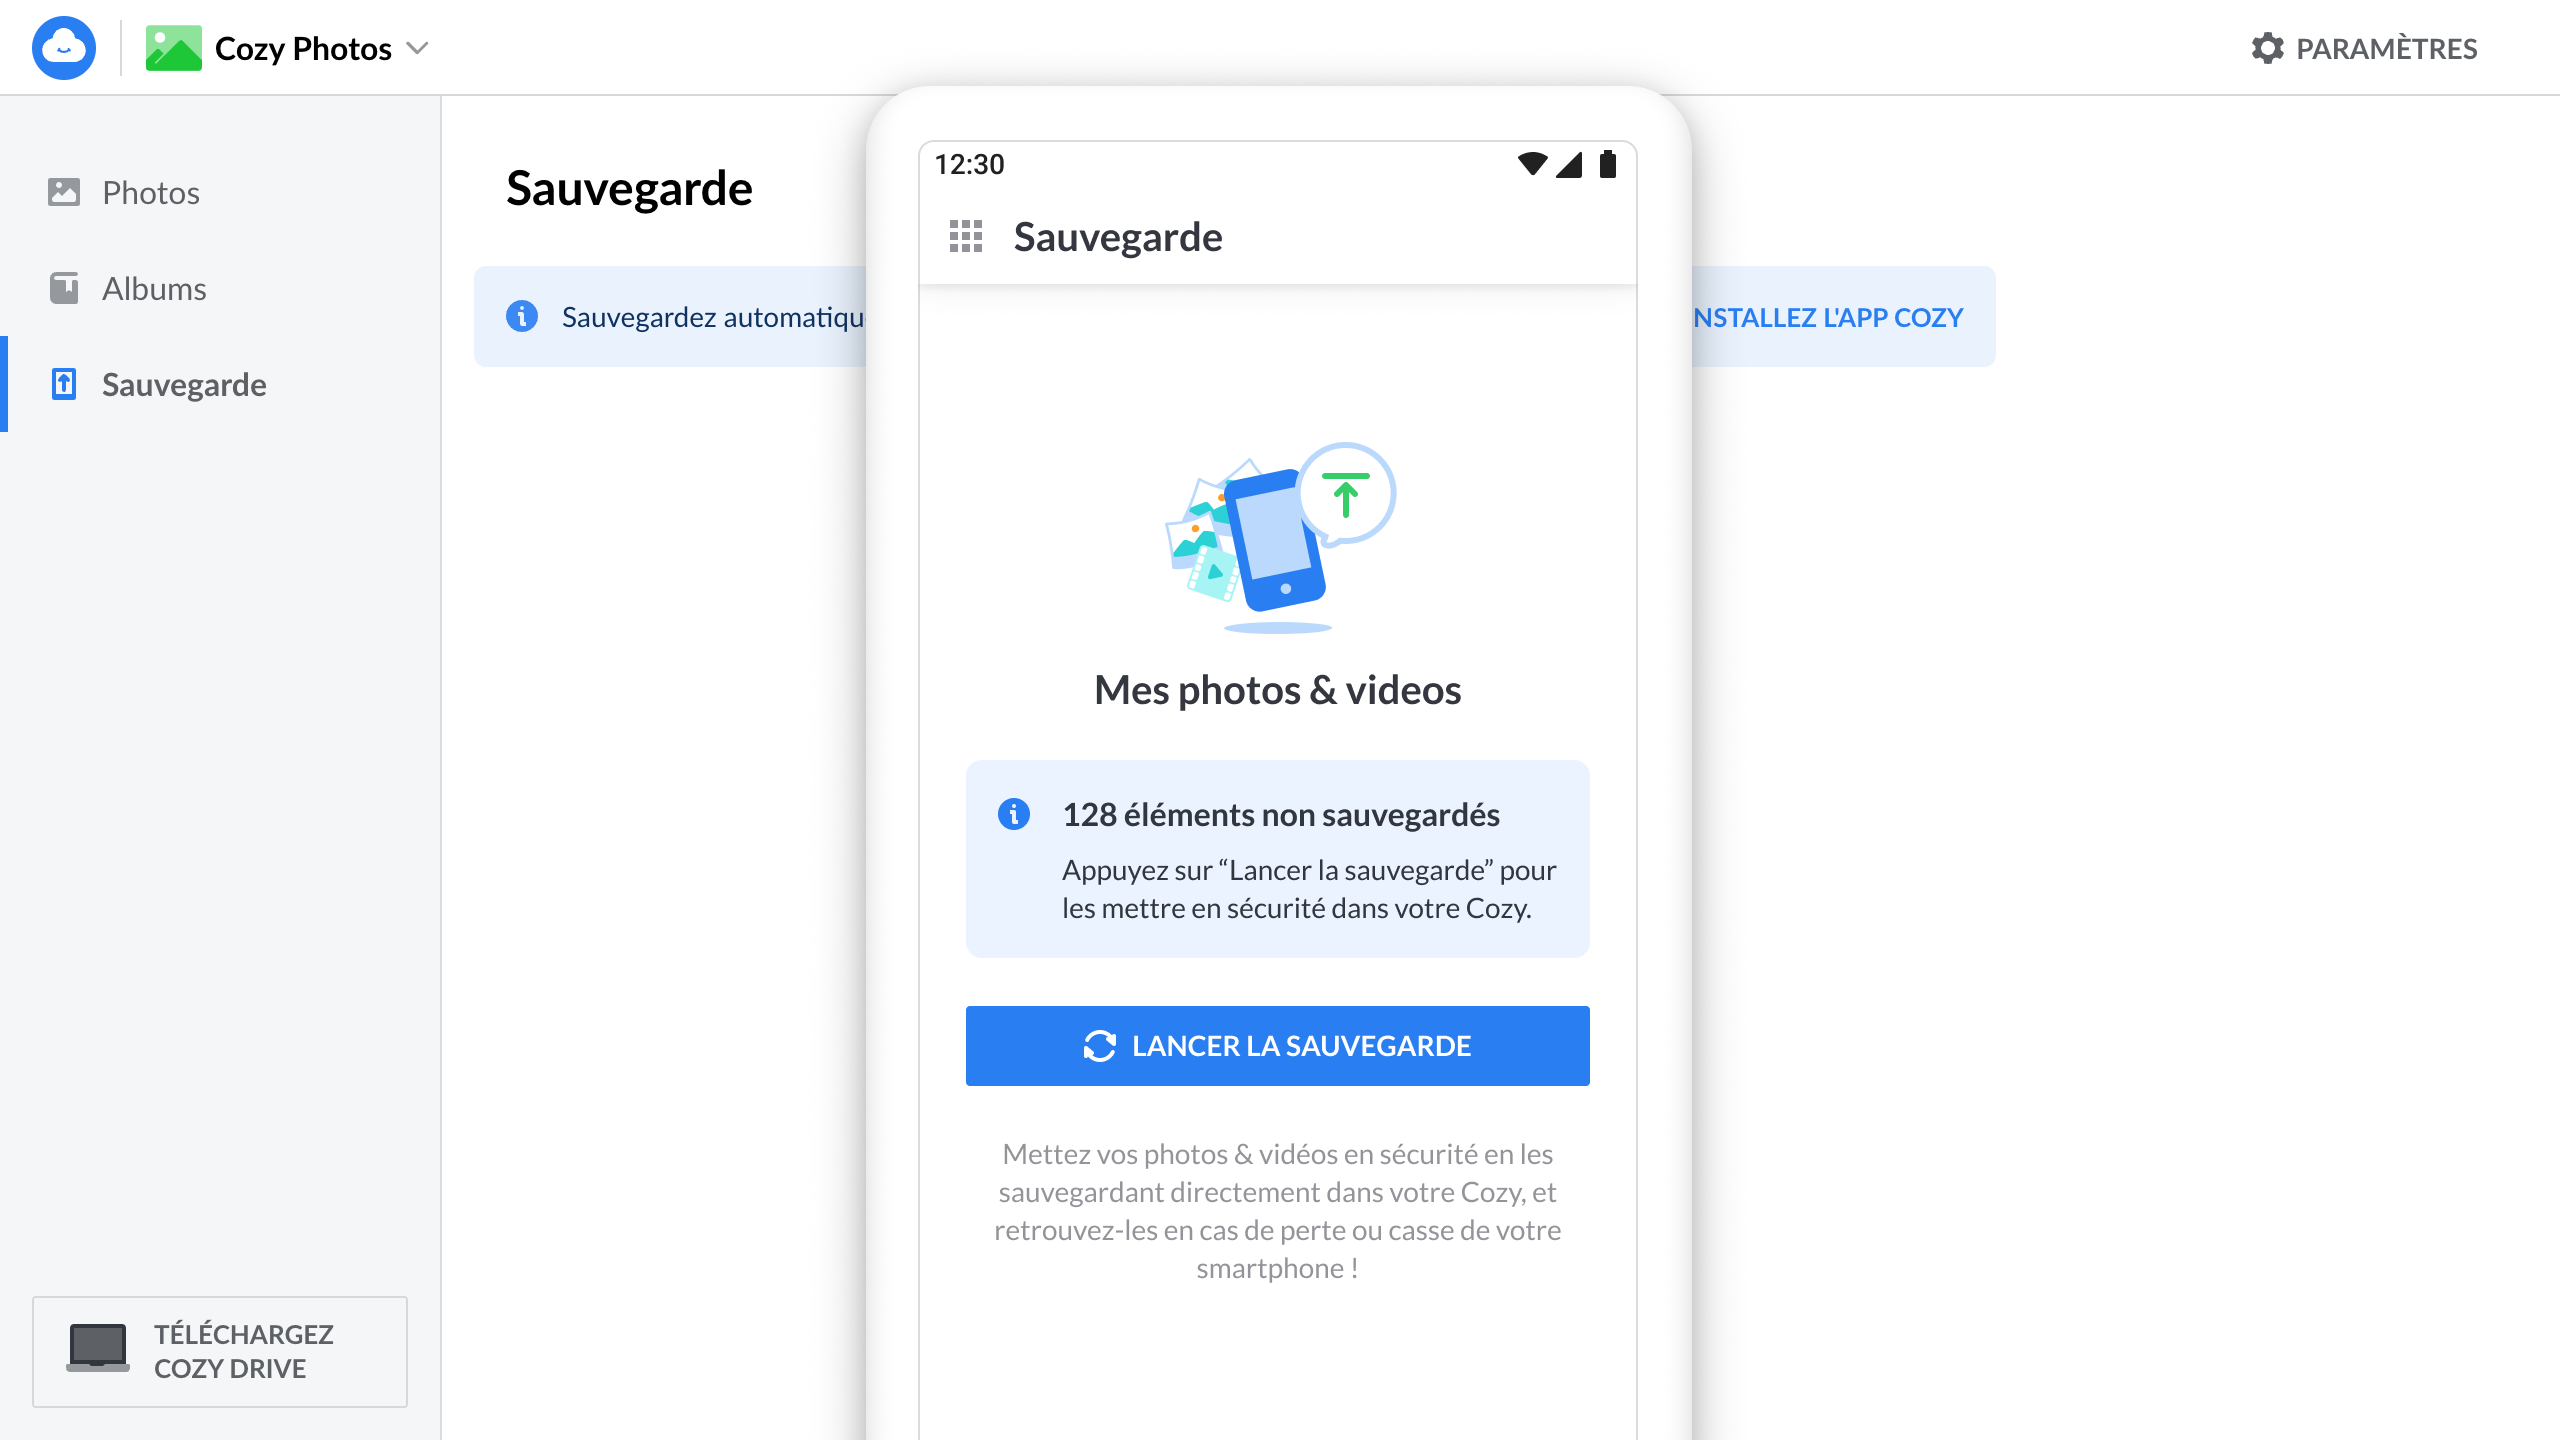 Cozy Photos
PARAMÈTRES
Photos
Albums
Sauvegarde
TÉLÉCHARGEZ
COZY DRIVE
Sauvegarde
Sauvegardez
NSTALLEZ L'APP COZY
12:30
Sauvegarde
Mes photos & videos
128 éléments non sauvegardés
Appuyez sur “Lancer la sauvegarde” pour
les mettre en sécurité dans votre Cozy.
LANCER LA SAUVEGARDE
Mettez vos photos & vidéos en sécurité en les
sauvegardant directement dans votre Cozy, et
retrouvez-les en cas de perte ou casse de votre
smartphone !